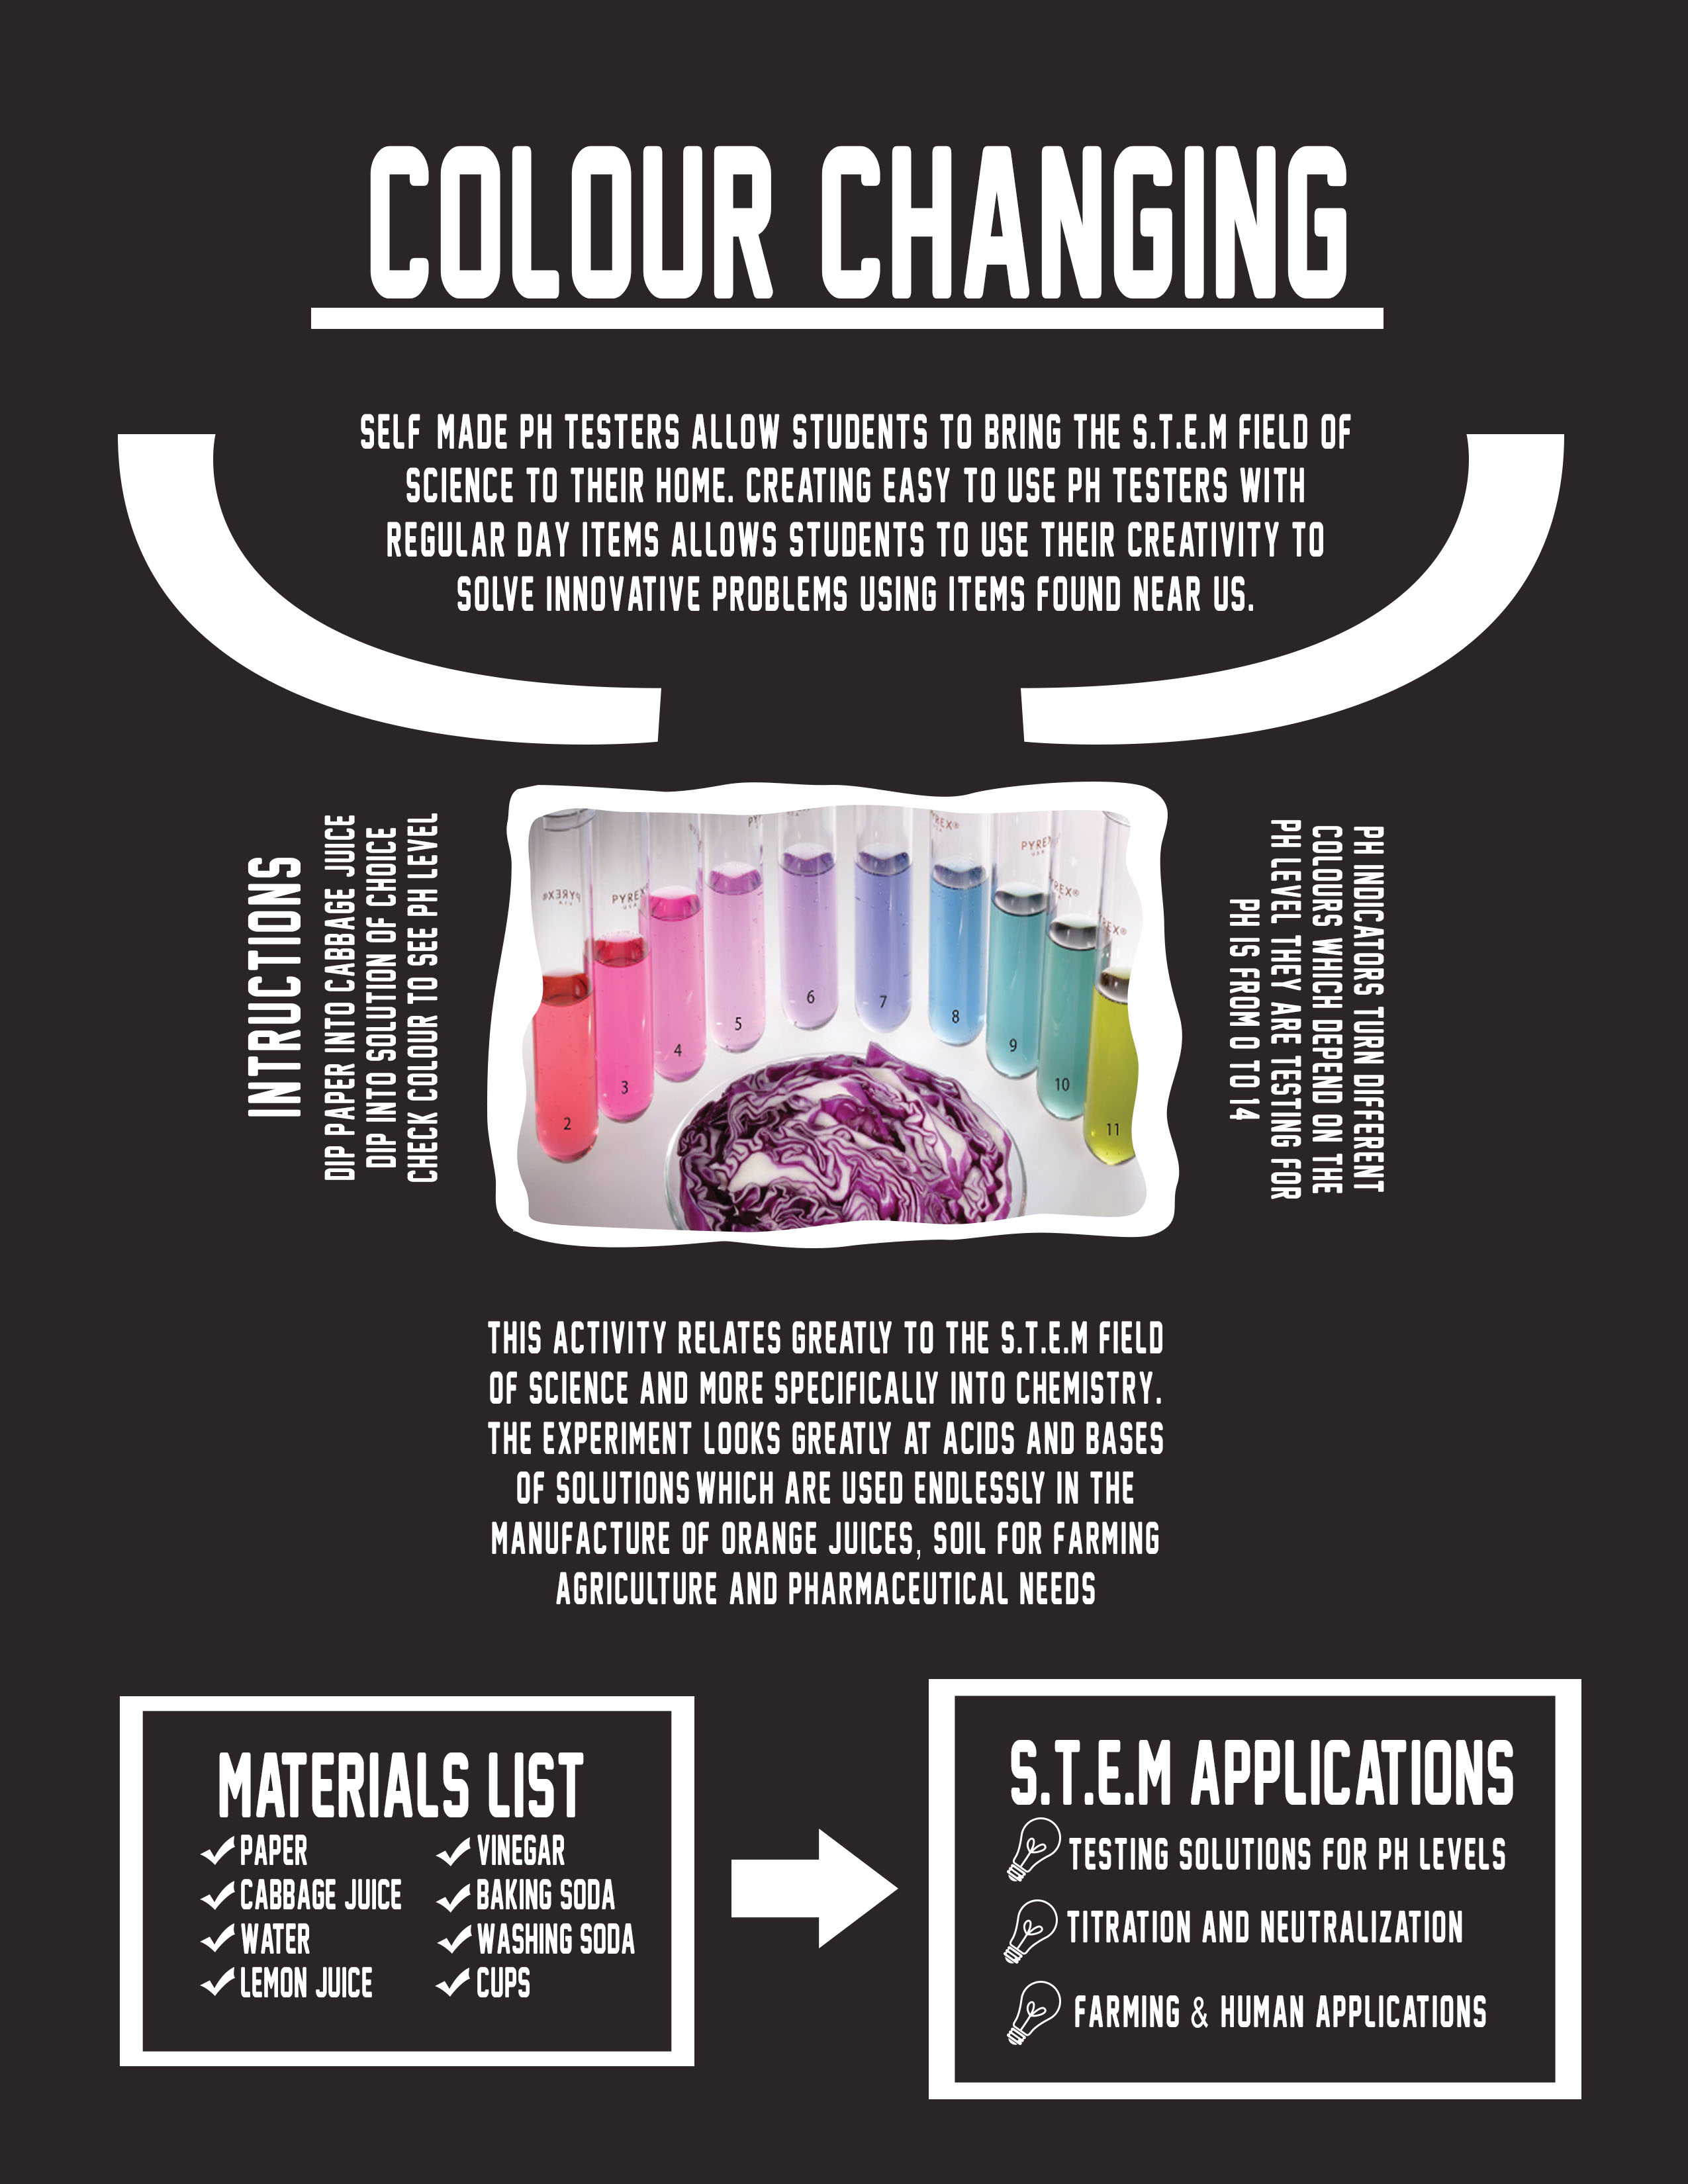 COLOUR CHANGING
SELF MADE PH TESTERS ALLOW STUDENTS TO BRING THE S.T.E.M FIELD OF
SCIENCE TO THEIR HOME. CREATING EASY TO USE PH TESTERS WITH
REGULAR DAY ITEMS ALLOWS STUDENTS TO USE THEIR CREATIVITY TO
SOLVE INNOVATIVE PROBLEMS USING ITEMS FOUND NEAR US.
INTRUCTIONS
DIP PAPER INTO CABBAGE JUICE
DIP INTO SOLUTION OF CHOICE
CHECK COLOUR TO SEE PH LEVEL
PYREX®
PYREX
USA
PYREX
USA
2
3
4
5
6
7
8
9
10
11
PH INDICATORS TURN DIFFERENT
COLOURS WHICH DEPEND ON THE
PH LEVEL THEY ARE TESTING FOR
PH IS FROM 0 TO 14
THIS ACTIVITY RELATES GREATLY TO THE S.T.E.M FIELD
OF SCIENCE AND MORE SPECIFICALLY INTO CHEMISTRY.
THE EXPERIMENT LOOKS GREATLY AT ACIDS AND BASES
OF SOLUTIONS WHICH ARE USED ENDLESSLY IN THE
MANUFACTURE OF ORANGE JUICES, SOIL FOR FARMING
AGRICULTURE AND PHARMACEUTICAL NEEDS
MATERIALS LIST
PAPER
CABBAGE JUICE
WATER
LEMON JUICE
VINEGAR
BAKING SODA
WASHING SODA
CUPS
S.T.E.M APPLICATIONS
TESTING SOLUTIONS FOR PH LEVELS
TITRATION AND NEUTRALIZATION
FARMING & HUMAN APPLICATIONS